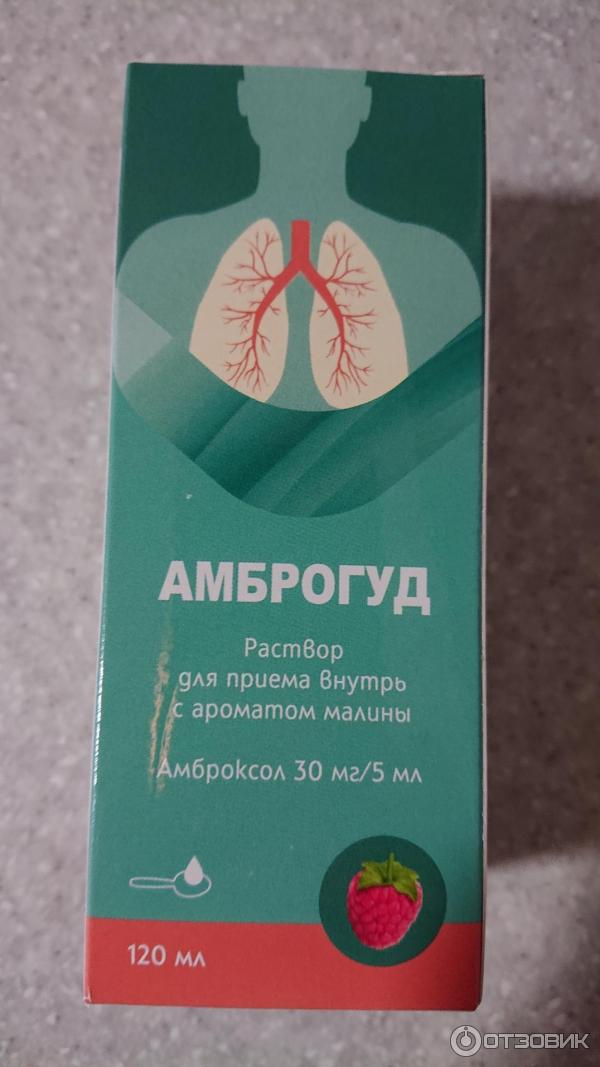 АМБРОГУД
Раствор
для приема внутрь
с ароматом малины
Амброксол 30 мг/5 мл
120 мл
ОТЗОВИК